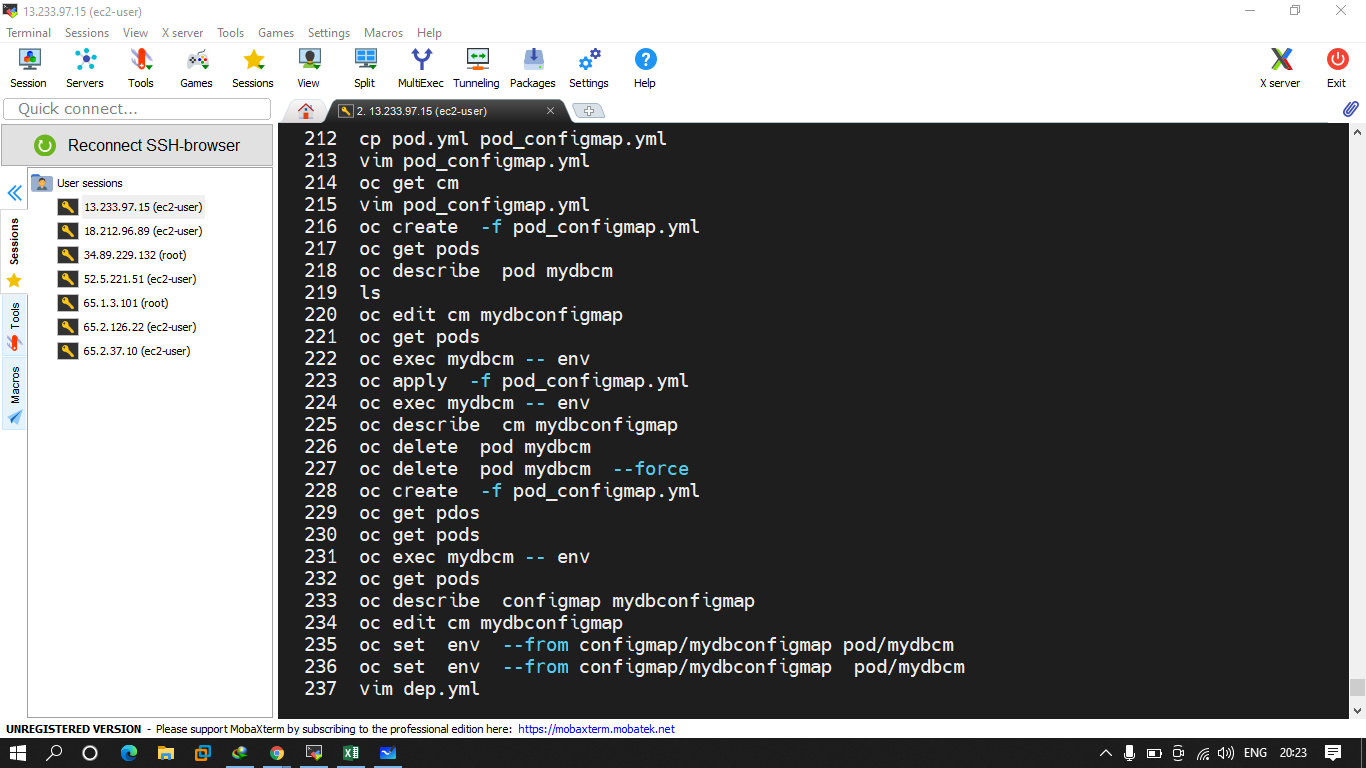 13.233.97.15 (ec2-user)
Terminal Sessions View X server Tools Games Settings Macros Help
Session Servers Tools Games Sessions View Split MultiExec Tunneling Packages Settings Help X server Exit
Quick connect...
2. 13.233.97.15 (ec2-user)
Reconnect SSH-browser
User sessions
13.233.97.15 (ec2-user)
18.212.96.89 (ec2-user)
34.89.229.132 (root)
52.5.221.51 (ec2-user)
65.1.3.101 (root)
65.2.126.22 (ec2-user)
65.2.37.10 (ec2-user)
Sessions
Tools
Macros
212 cp pod.yml pod_configmap.yml
213 vim pod_configmap.yml
214 oc get cm
215 vim pod_configmap.yml
216 oc create -f pod_configmap.yml
217 oc get pods
218 oc describe pod mydbcm
219 ls
220 oc edit cm mydbconfigmap
221 oc get pods
222 oc exec mydbcm -- env
223 oc apply -f pod_configmap.yml
224 oc exec mydbcm -- env
225 oc describe cm mydbconfigmap
226 oc delete pod mydbcm
227 oc delete pod mydbcm --force
228 oc create -f pod_configmap.yml
229 oc get pdos
230 oc get pods
231 oc exec mydbcm -- env
232 oc get pods
233 oc describe configmap mydbconfigmap
234 oc edit cm mydbconfigmap
235 oc set env --from configmap/mydbconfigmap pod/mydbcm
236 oc set env --from configmap/mydbconfigmap pod/mydbcm
237 vim dep.yml
UNREGISTERED VERSION - Please support MobaXterm by subscribing to the professional edition here: https://mobaxterm.mobatek.net
ENG 20:23